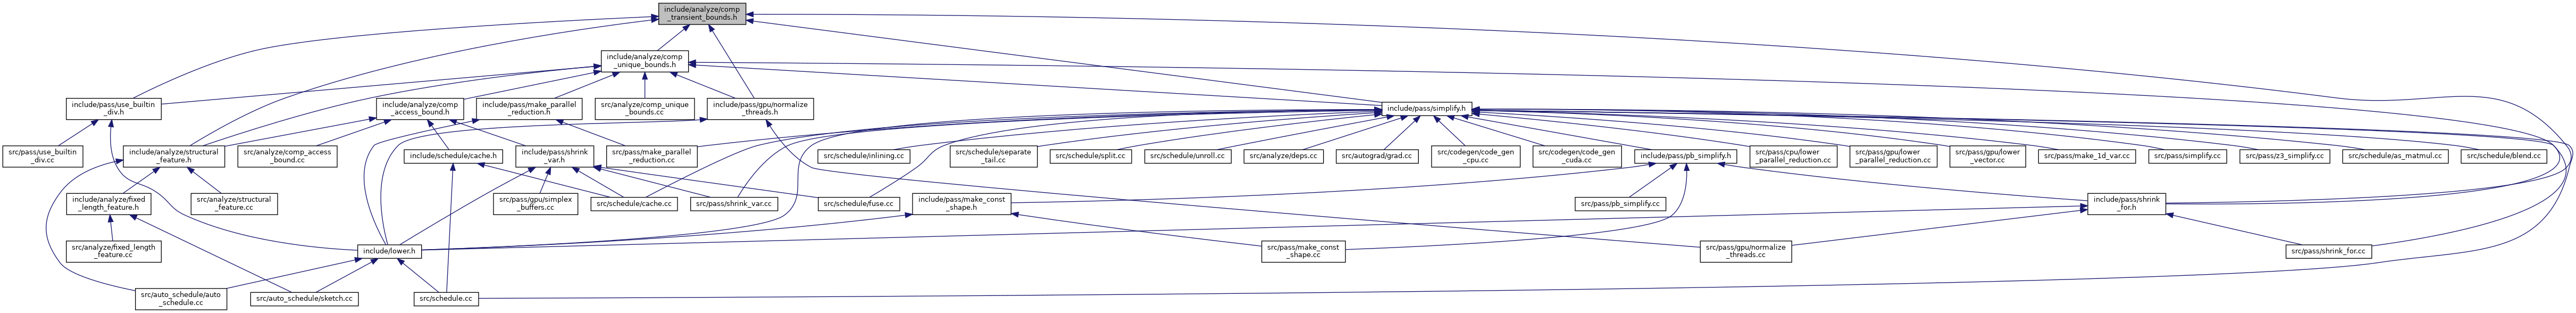 include/analyze/comp
_transient_bounds.h
include/analyze/comp
_unique_bounds.h
include/pass/use_builtin
_div.h
include/analyze/comp
_access_bound.h
include/pass/make_parallel
_reduction.h
src/analyze/comp_unique
_bounds.cc
include/pass/gpu/normalize
_threads.h
include/pass/simplify.h
src/pass/use_builtin
_div.cc
include/analyze/structural
_feature.h
src/analyze/comp_access
_bound.cc
include/schedule/cache.h
include/pass/shrink
_var.h
src/pass/make_parallel
_reduction.cc
src/schedule/inlining.cc
src/schedule/separate
_tail.cc
src/schedule/split.cc
src/schedule/unroll.cc
src/analyze/deps.cc
src/autograd/grad.cc
src/codegen/code_gen
_cpu.cc
src/codegen/code_gen
_cuda.cc
include/pass/pb_simplify.h
src/pass/cpu/lower
_parallel_reduction.cc
src/pass/gpu/lower
_parallel_reduction.cc
src/pass/gpu/lower
_vector.cc
src/pass/make_1d_var.cc
src/pass/simplify.cc
src/pass/z3_simplify.cc
src/schedule/as_matmul.cc
src/schedule/blend.cc
include/analyze/fixed
_length_feature.h
src/analyze/structural
_feature.cc
src/pass/gpu/simplex
_buffers.cc
src/schedule/cache.cc
src/pass/shrink_var.cc
src/schedule/fuse.cc
include/pass/make_const
_shape.h
src/pass/pb_simplify.cc
include/pass/shrink
_for.h
src/analyze/fixed_length
_feature.cc
include/lower.h
src/pass/make_const
_shape.cc
src/pass/gpu/normalize
_threads.cc
src/pass/shrink_for.cc
src/auto_schedule/auto
_schedule.cc
src/auto_schedule/sketch.cc
src/schedule.cc